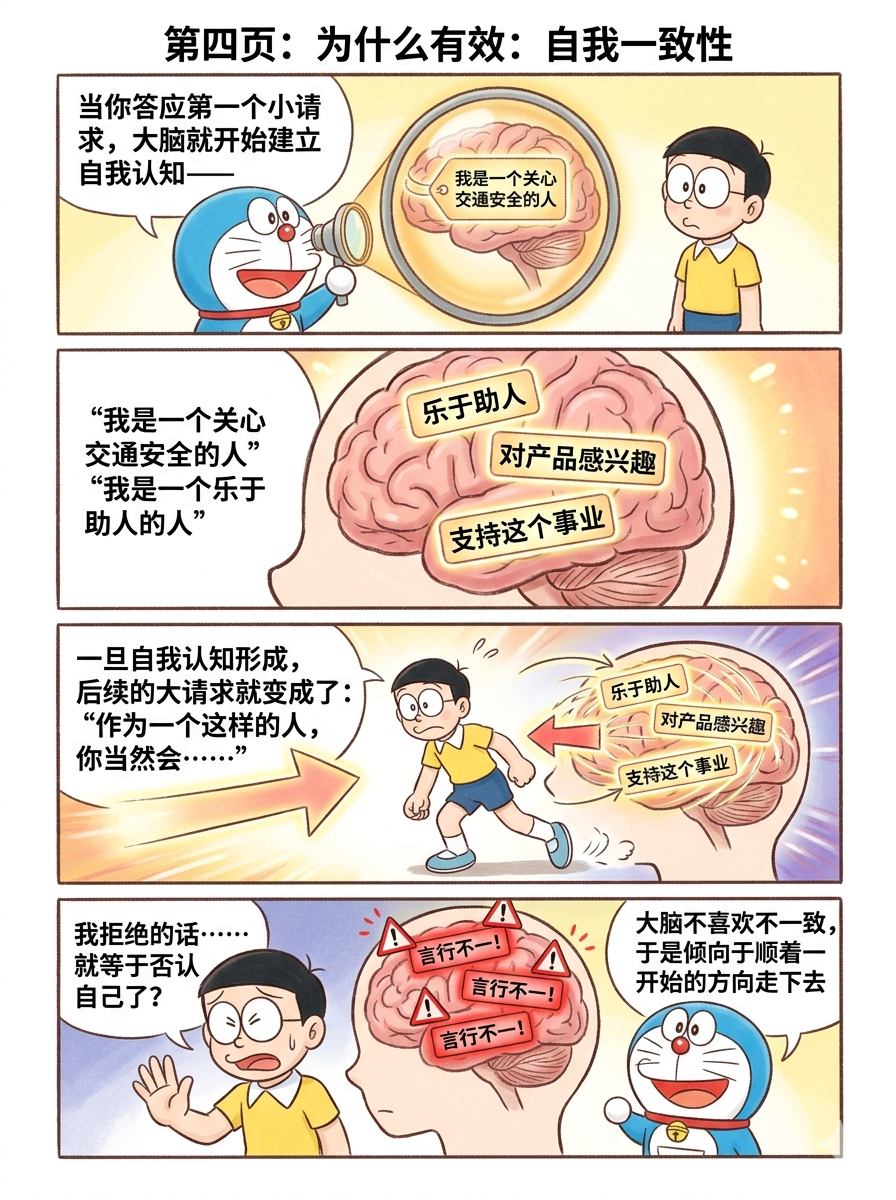 第四页：为什么有效：自我一致性
当你答应第一个小请
求，大脑就开始建立
自我认知——
我是一个关心
交通安全的人
“我是一个关心
交通安全的人”
“我是一个乐于
助人的人”
乐于助人
对产品感兴趣
支持这个事业
一旦自我认知形成，
后续的大请求就变成了：
“作为一个这样的人，
你当然会……”
乐于助人
对产品感兴趣
支持这个事业
我拒绝的话……
就等于否认
自己了？
言行不一！
言行不一！
言行不一！
大脑不喜欢不一致，
于是倾向于顺着一
开始的方向走下去